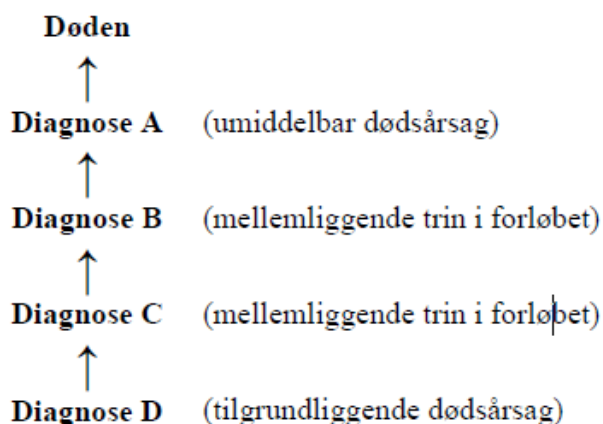 Døden
↑
Diagnose A (umiddelbar dødsårsag)
↑
Diagnose B (mellemliggende trin i forløbet)
↑
Diagnose C (mellemliggende trin i forløbet)
↑
Diagnose D (tilgrundliggende dødsårsag)